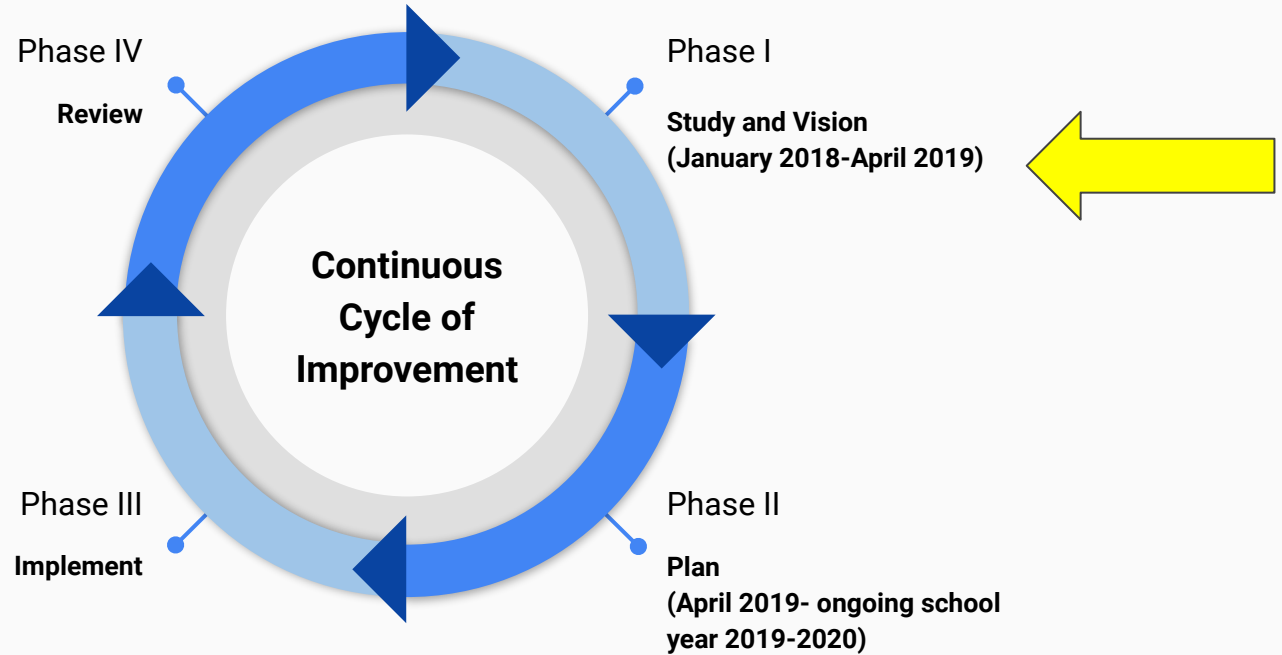 Phase IV
Review
Phase I
Study and Vision
(January 2018-April 2019)
Continuous
Cycle of
Improvement
Phase III
Implement
Phase II
Plan
(April 2019- ongoing school
year 2019-2020)